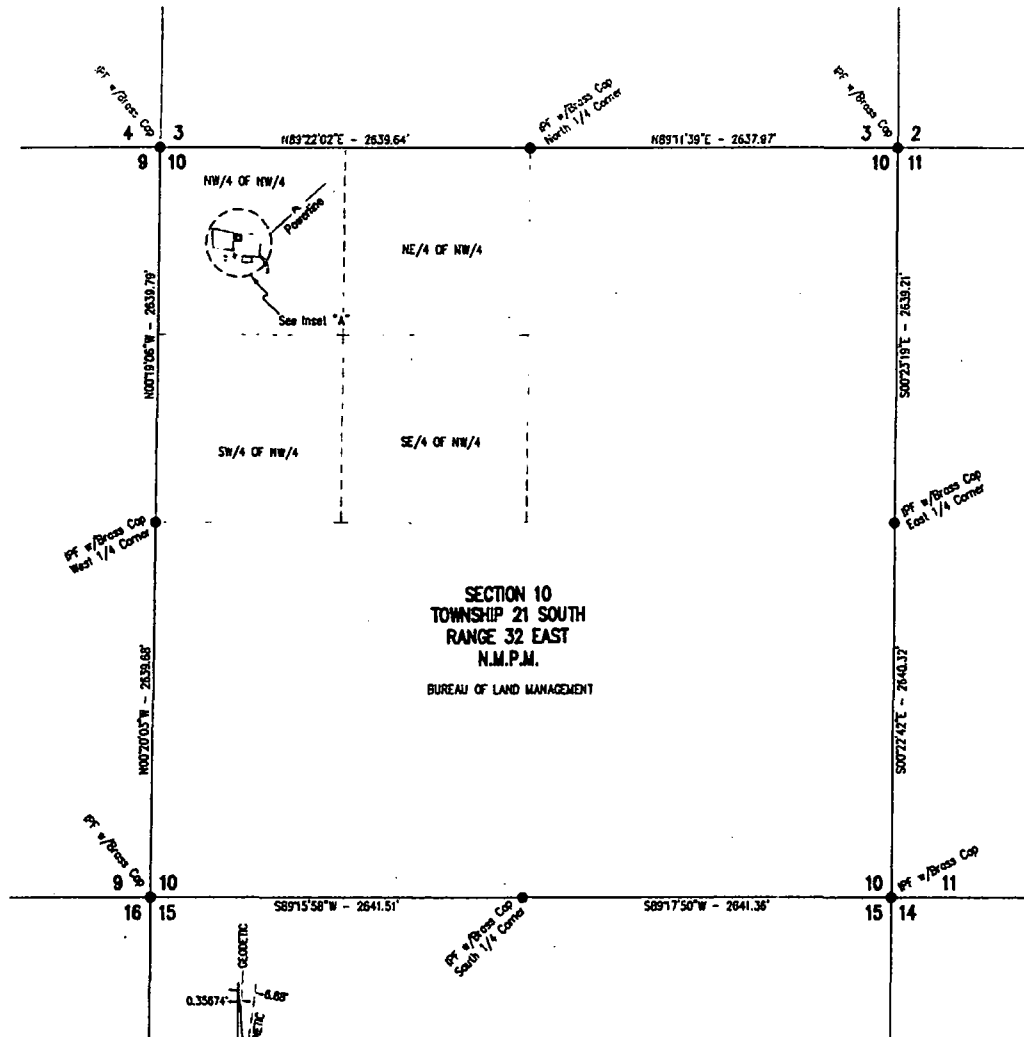 IPF w/Brass Cap
4 3
9 10
N89°22'02"E - 2639.64'
IPF w/Brass Cap
North 1/4 Corner
N89°11'39"E - 2637.97'
IPF w/Brass Cap
3 2
10 11
NW/4 OF NW/4
Powerline
NE/4 OF NW/4
See Inset "A"
N00°19'06"W - 2639.79'
S00°23'19"E - 2639.21'
SW/4 OF NW/4
SE/4 OF NW/4
IPF w/Brass Cap
West 1/4 Corner
IPF w/Brass Cap
East 1/4 Corner
SECTION 10
TOWNSHIP 21 SOUTH
RANGE 32 EAST
N.M.P.M.
BUREAU OF LAND MANAGEMENT
N00°20'03"W - 2639.68'
S00°22'42"E - 2640.32'
IPF w/Brass Cap
9 10
16 15
S89°15'58"W - 2641.51'
IPF w/Brass Cap
South 1/4 Corner
S89°17'50"W - 2641.36'
10 11
IPF w/Brass Cap
15 14
GEODETIC
0.35674°
6.68°